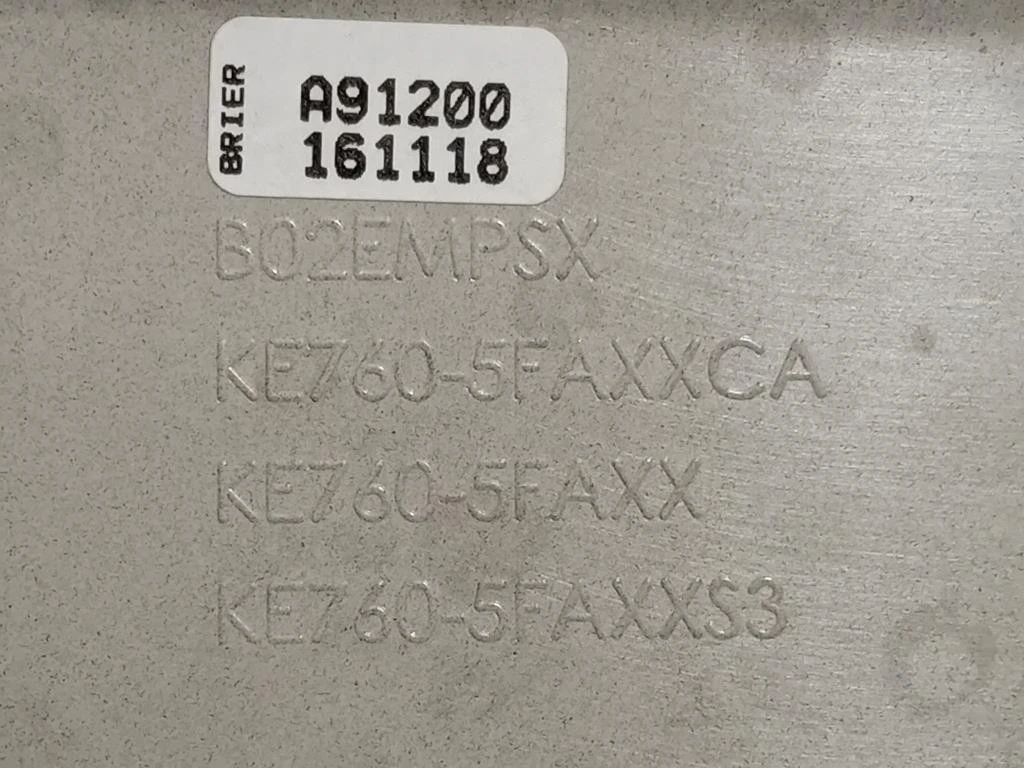 BRIER
A91200
161118
B02EMPSX
KE760-5FAXXCA
KE760-5FAXX
KE760-5FAXXS3